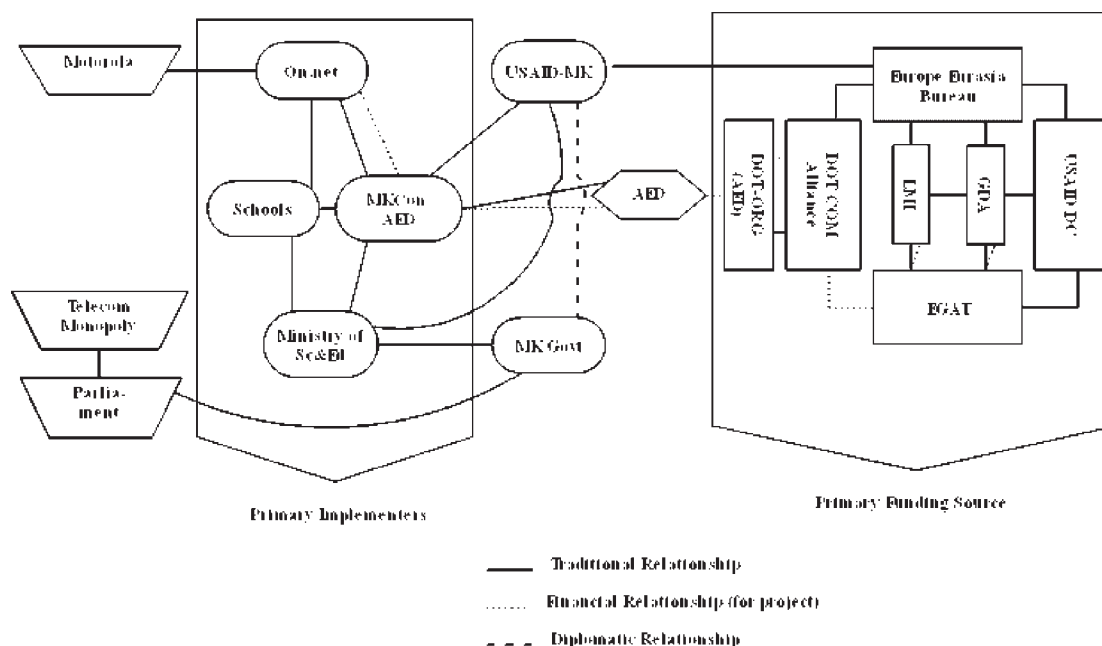 Motorola
On-net
USAID-MK
Europe Eurasia
Bureau
DOT-ORG
(AED)
DOT COM
Alliance
LMI
GDA
USAID DC
Schools
MKCon
AED
AED
Telecom
Monopoly
Ministry of
Sc&Ed
MK Govt
EGAT
Parlia-
ment
Primary Implementers
Primary Funding Source
Traditional Relationship
Financial Relationship (for project)
Diplomatic Relationship